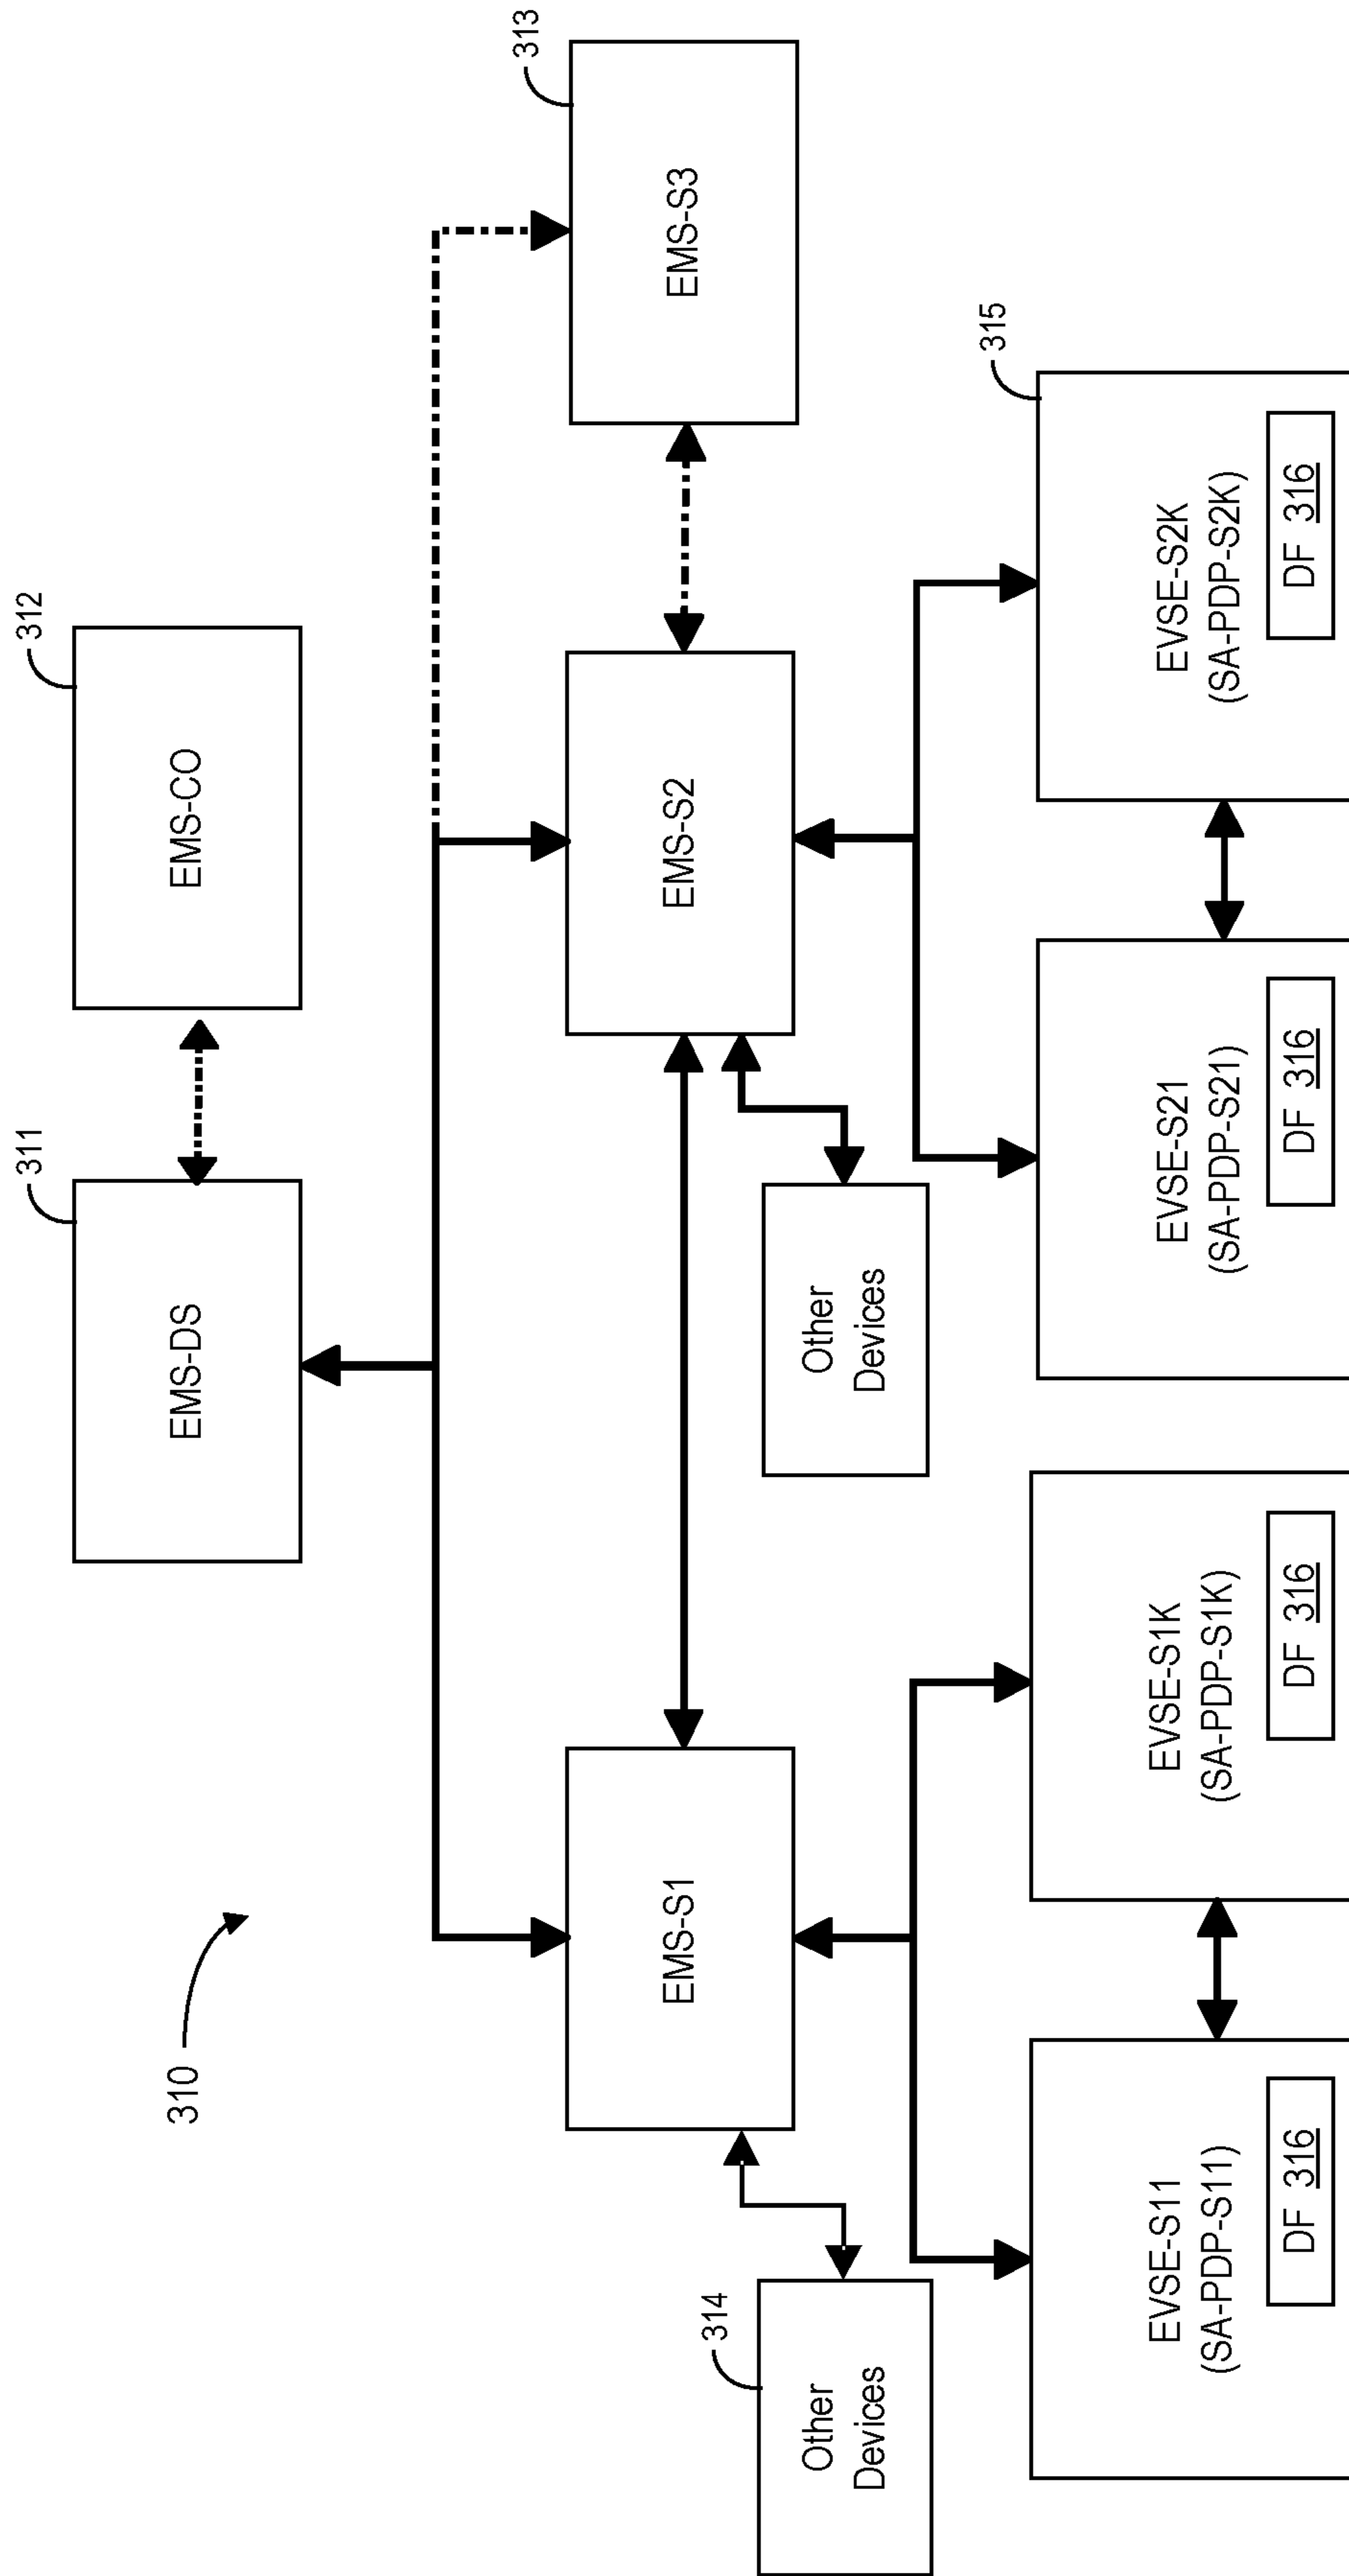 310
311
EMS-DS
312
EMS-CO
EMS-S1
EMS-S2
313
EMS-S3
314
Other
Devices
Other
Devices
315
EVSE-S11
(SA-PDP-S11)
DF 316
EVSE-S1K
(SA-PDP-S1K)
DF 316
EVSE-S21
(SA-PDP-S21)
DF 316
EVSE-S2K
(SA-PDP-S2K)
DF 316